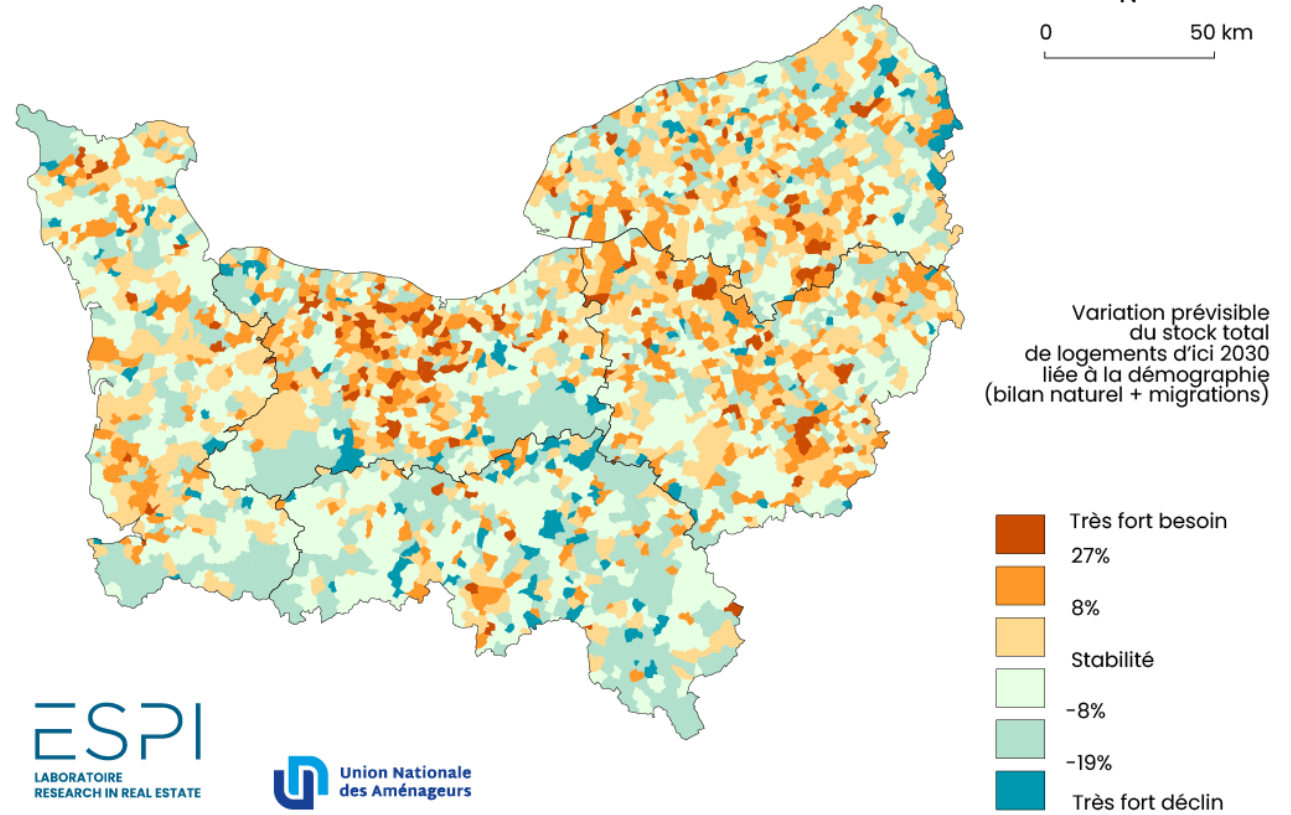 0 50 km
Variation prévisible
du stock total
de logements d'ici 2030
liée à la démographie
(bilan naturel + migrations)
Très fort besoin
27%
8%
Stabilité
-8%
-19%
Très fort déclin
ESPI
LABORATOIRE
RESEARCH IN REAL ESTATE
Union Nationale
des Aménageurs